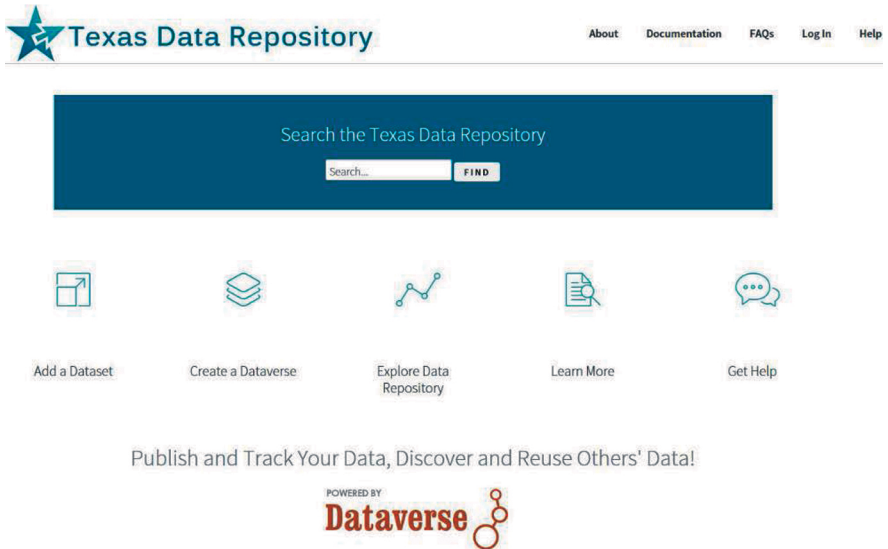 Texas Data Repository
About Documentation FAQs Log In Help
Search the Texas Data Repository
Search... FIND
Add a Dataset Create a Dataverse Explore Data Repository Learn More Get Help
Publish and Track Your Data, Discover and Reuse Others' Data!
POWERED BY
Dataverse